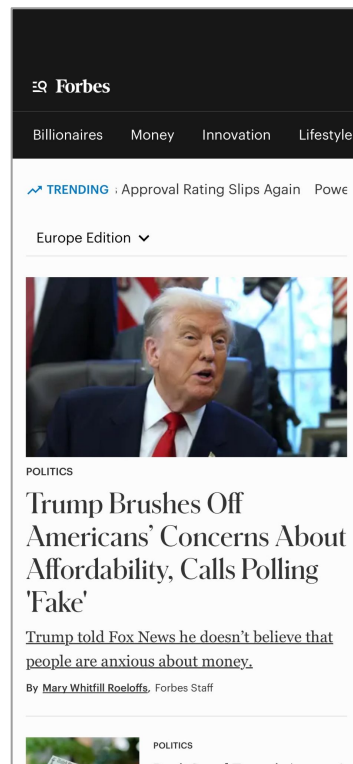 Forbes
Billionaires Money Innovation Lifestyle
TRENDING Approval Rating Slips Again
Europe Edition
POLITICS
Trump Brushes Off
Americans’ Concerns About
Affordability, Calls Polling
'Fake'
Trump told Fox News he doesn’t believe that
people are anxious about money.
By Mary Whitfill Roeloffs, Forbes Staff
POLITICS